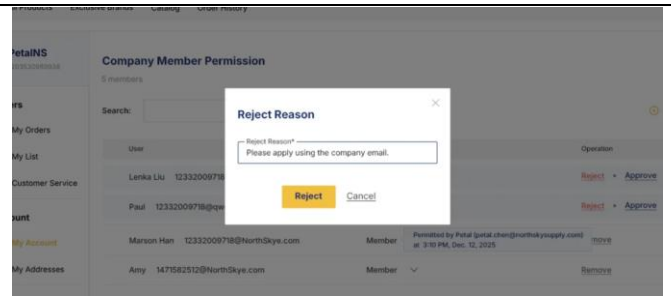 Exclusive Brands Catalog Order History
PetalNS
Company Member Permission
5 members
Search:
My Orders
My List
Customer Service
My Account
My Addresses
User Operation
Lenka Liu 12332009718 Reject • Approve
Paul 12332009718@qw Reject • Approve
Marson Han 12332009718@NorthSkye.com Member move
Permitted by Petal (petal.chen@northskysupply.com)
at 3:10 PM, Dec. 12, 2025
Amy 1471582512@NorthSkye.com Member Remove
Reject Reason
Reject Reason*
Please apply using the company email.
Reject Cancel